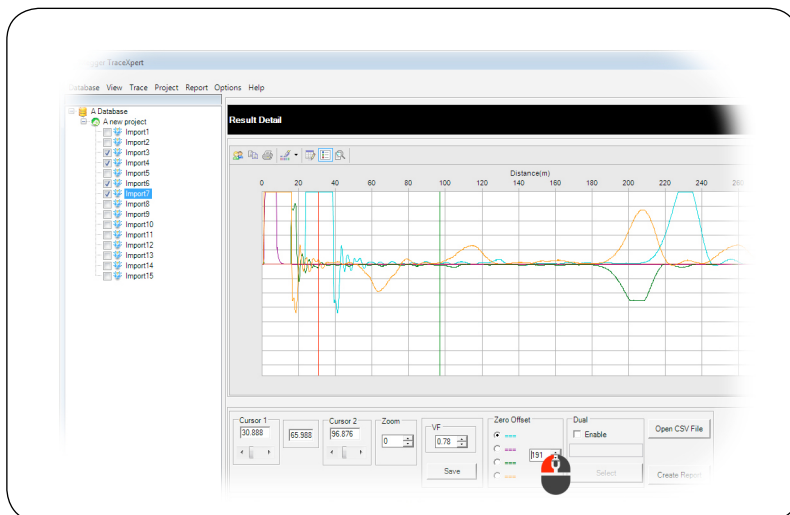 TraceXpert
Database View Trace Project Report Options Help
A Database
A new project
Import1
Import2
Import3
Import4
Import5
Import6
Import7
Import8
Import9
Import10
Import11
Import12
Import13
Import14
Import15
Result Detail
Distance(m)
0 20 40 60 80 100 120 140 160 180 200 220 240 260
Cursor 1
30.888
65.988
Cursor 2
96.876
Zoom
0
VF
0.78
Save
Zero Offset
191
Dual
Enable
Select
Open CSV File
Create Report